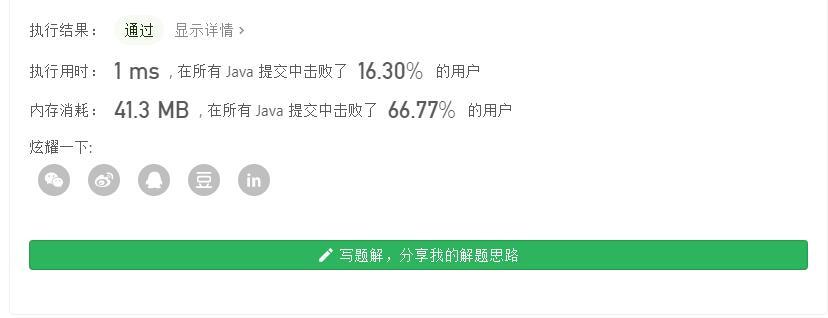 执行结果： 通过 显示详情 >
执行用时： 1 ms , 在所有 Java 提交中击败了 16.30% 的用户
内存消耗： 41.3 MB , 在所有 Java 提交中击败了 66.77% 的用户
炫耀一下:
豆 in
写题解，分享我的解题思路